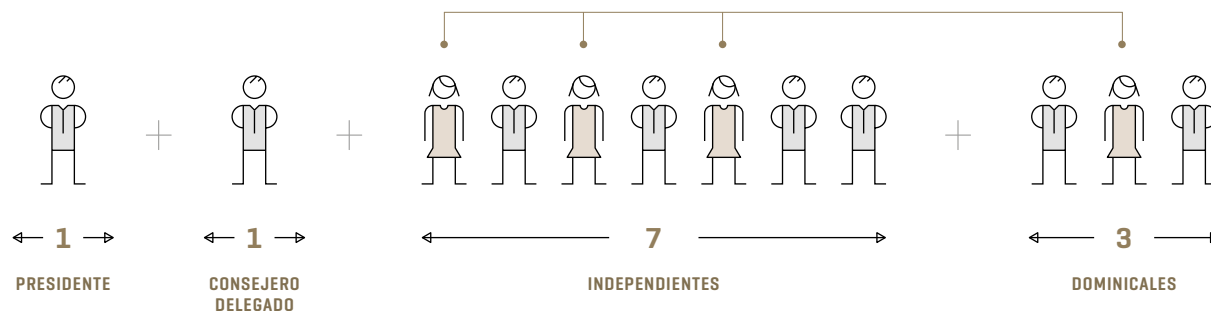 1
PRESIDENTE
1
CONSEJERO
DELEGADO
7
INDEPENDIENTES
3
DOMINICALES